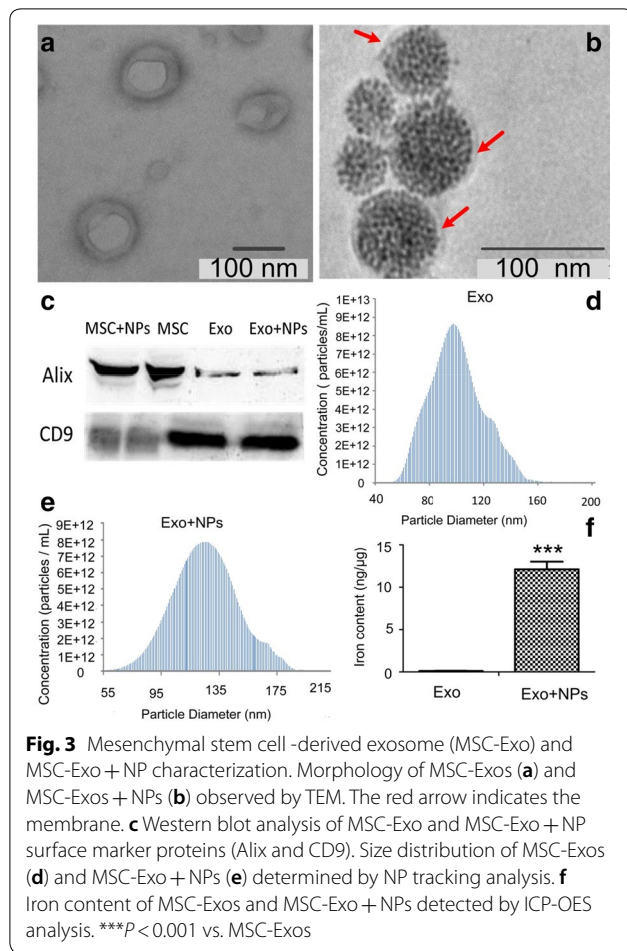 a
b
100 nm
100 nm
c
MSC+NPs MSC Exo Exo+NPs
Alix
CD9
d
Exo
Concentration ( particles/mL)
1E+13
9E+12
8E+12
7E+12
6E+12
5E+12
4E+12
3E+12
2E+12
1E+12
0
40 80 120 160 200
Particle Diameter (nm)
e
Exo+NPs
Concentration (particles / mL)
9E+12
8E+12
7E+12
6E+12
5E+12
4E+12
3E+12
2E+12
1E+12
0
55 95 135 175 215
Particle Diameter (nm)
f
***
Iron content (ng/µg)
15
10
5
0
Exo Exo+NPs
Fig. 3 Mesenchymal stem cell -derived exosome (MSC-Exo) and
MSC-Exo + NP characterization. Morphology of MSC-Exos (a) and
MSC-Exos + NPs (b) observed by TEM. The red arrow indicates the
membrane. c Western blot analysis of MSC-Exo and MSC-Exo + NP
surface marker proteins (Alix and CD9). Size distribution of MSC-Exos
(d) and MSC-Exo + NPs (e) determined by NP tracking analysis. f
Iron content of MSC-Exos and MSC-Exo + NPs detected by ICP-OES
analysis. ***P < 0.001 vs. MSC-Exos